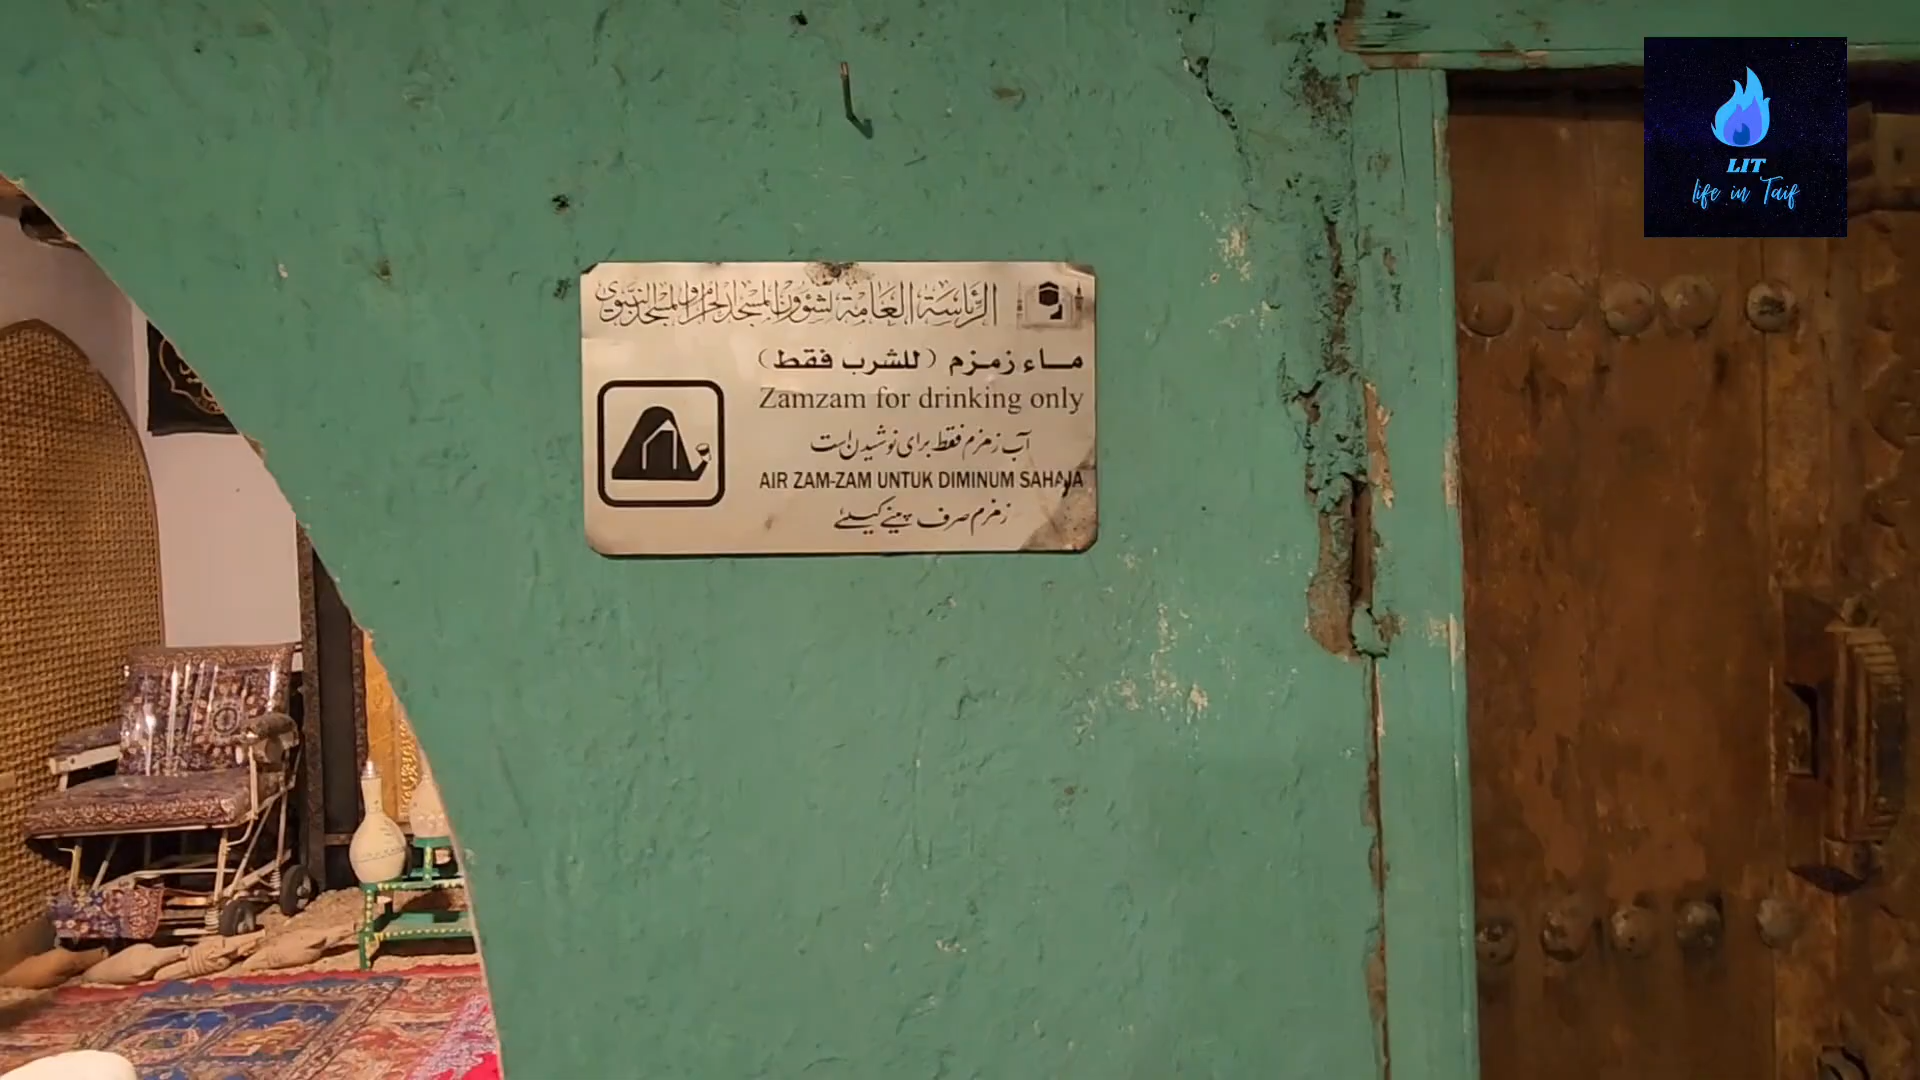 الرئاسة العامة لشئون المسجد الحرام والمسجد النبوي
ماء زمزم (للشرب فقط)
Zamzam for drinking only
آب زمزم فقط برای نوشیدن است
AIR ZAM-ZAM UNTUK DIMINUM SAHAJA
زمزم صرف پینے کیلئے
LIT
life in Taif